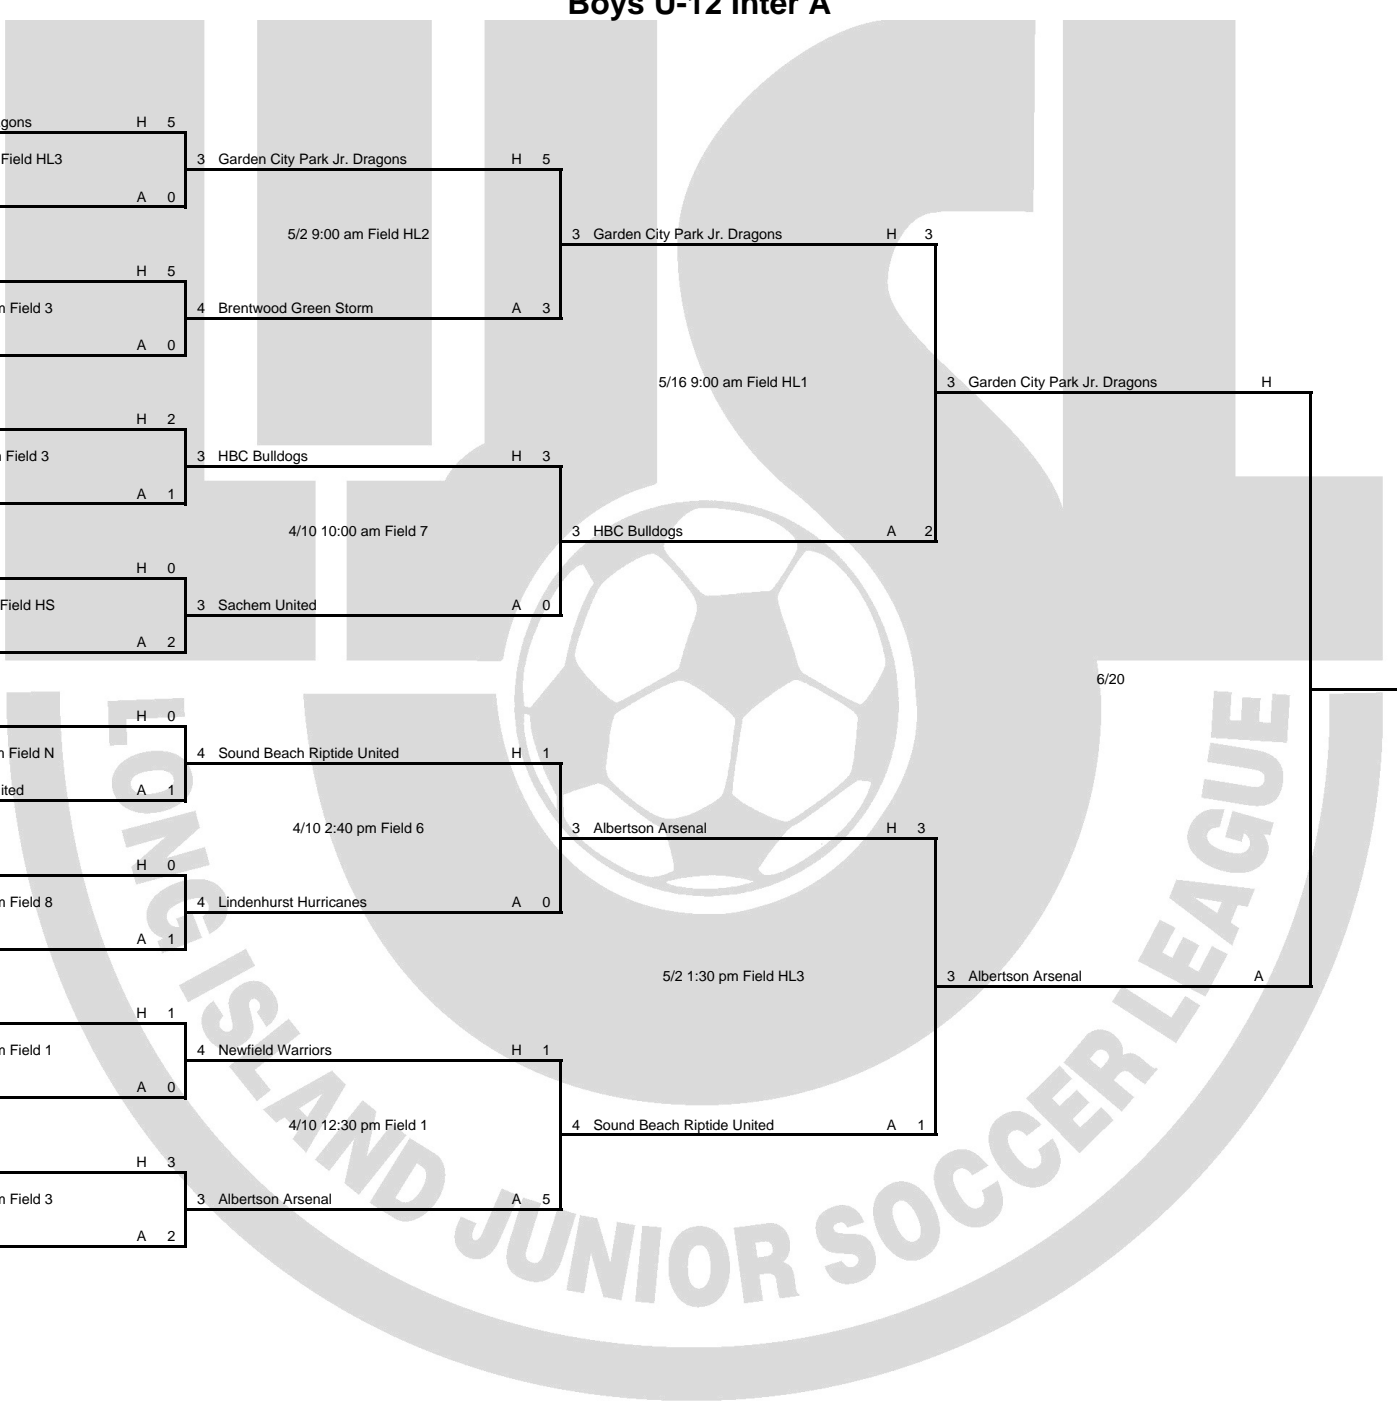 Boys U-12 Inter A
gons H 5
Field HL3 3 Garden City Park Jr. Dragons H 5
A 0
5/2 9:00 am Field HL2 3 Garden City Park Jr. Dragons H 3
H 5
Field 3 4 Brentwood Green Storm A 3
A 0
5/16 9:00 am Field HL1 3 Garden City Park Jr. Dragons H
H 2
Field 3 3 HBC Bulldogs H 3
A 1
4/10 10:00 am Field 7 3 HBC Bulldogs A 2
H 0
Field HS 3 Sachem United A 0
A 2
6/20
H 0
Field N 4 Sound Beach Riptide United H 1
ited A 1
4/10 2:40 pm Field 6 3 Albertson Arsenal H 3
H 0
Field 8 4 Lindenhurst Hurricanes A 0
A 1
5/2 1:30 pm Field HL3 3 Albertson Arsenal A
H 1
Field 1 4 Newfield Warriors H 1
A 0
4/10 12:30 pm Field 1 4 Sound Beach Riptide United A 1
H 3
Field 3 3 Albertson Arsenal A 5
A 2
LONG ISLAND JUNIOR SOCCER LEAGUE